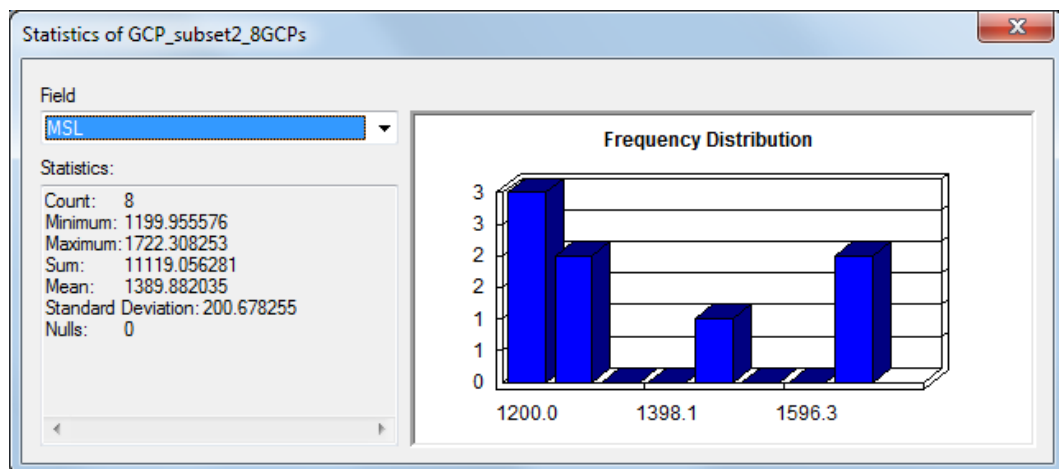 Statistics of GCP_subset2_8GCPs
X
Field
MSL
Statistics:
Count: 8
Minimum: 1199.955576
Maximum: 1722.308253
Sum: 11119.056281
Mean: 1389.882035
Standard Deviation: 200.678255
Nulls: 0
Frequency Distribution
3
3
2
2
1
1
0
1200.0 1398.1 1596.3